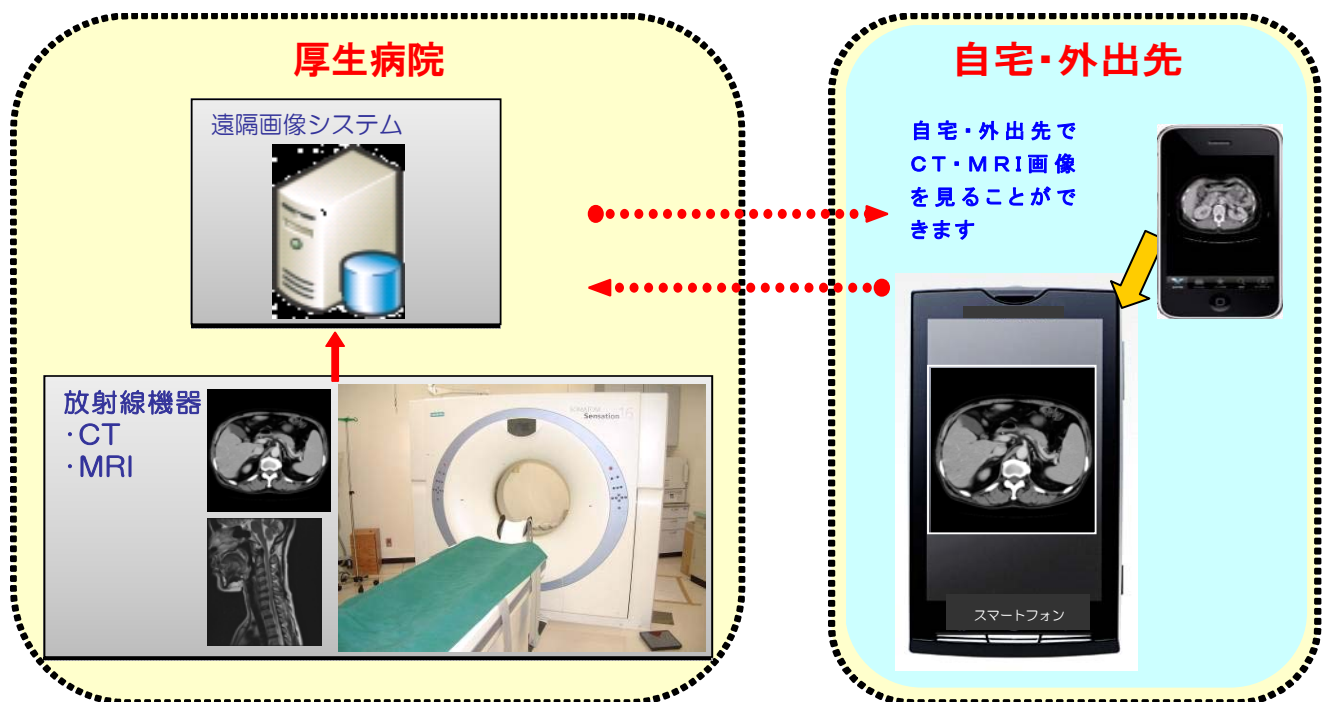 厚生病院
遠隔画像システム
放射線機器
・CT
・MRI
SIEMENS
Sensation 16
自宅・外出先
自宅・外出先で
CT・MRI画像
を見ることがで
きます
スマートフォン